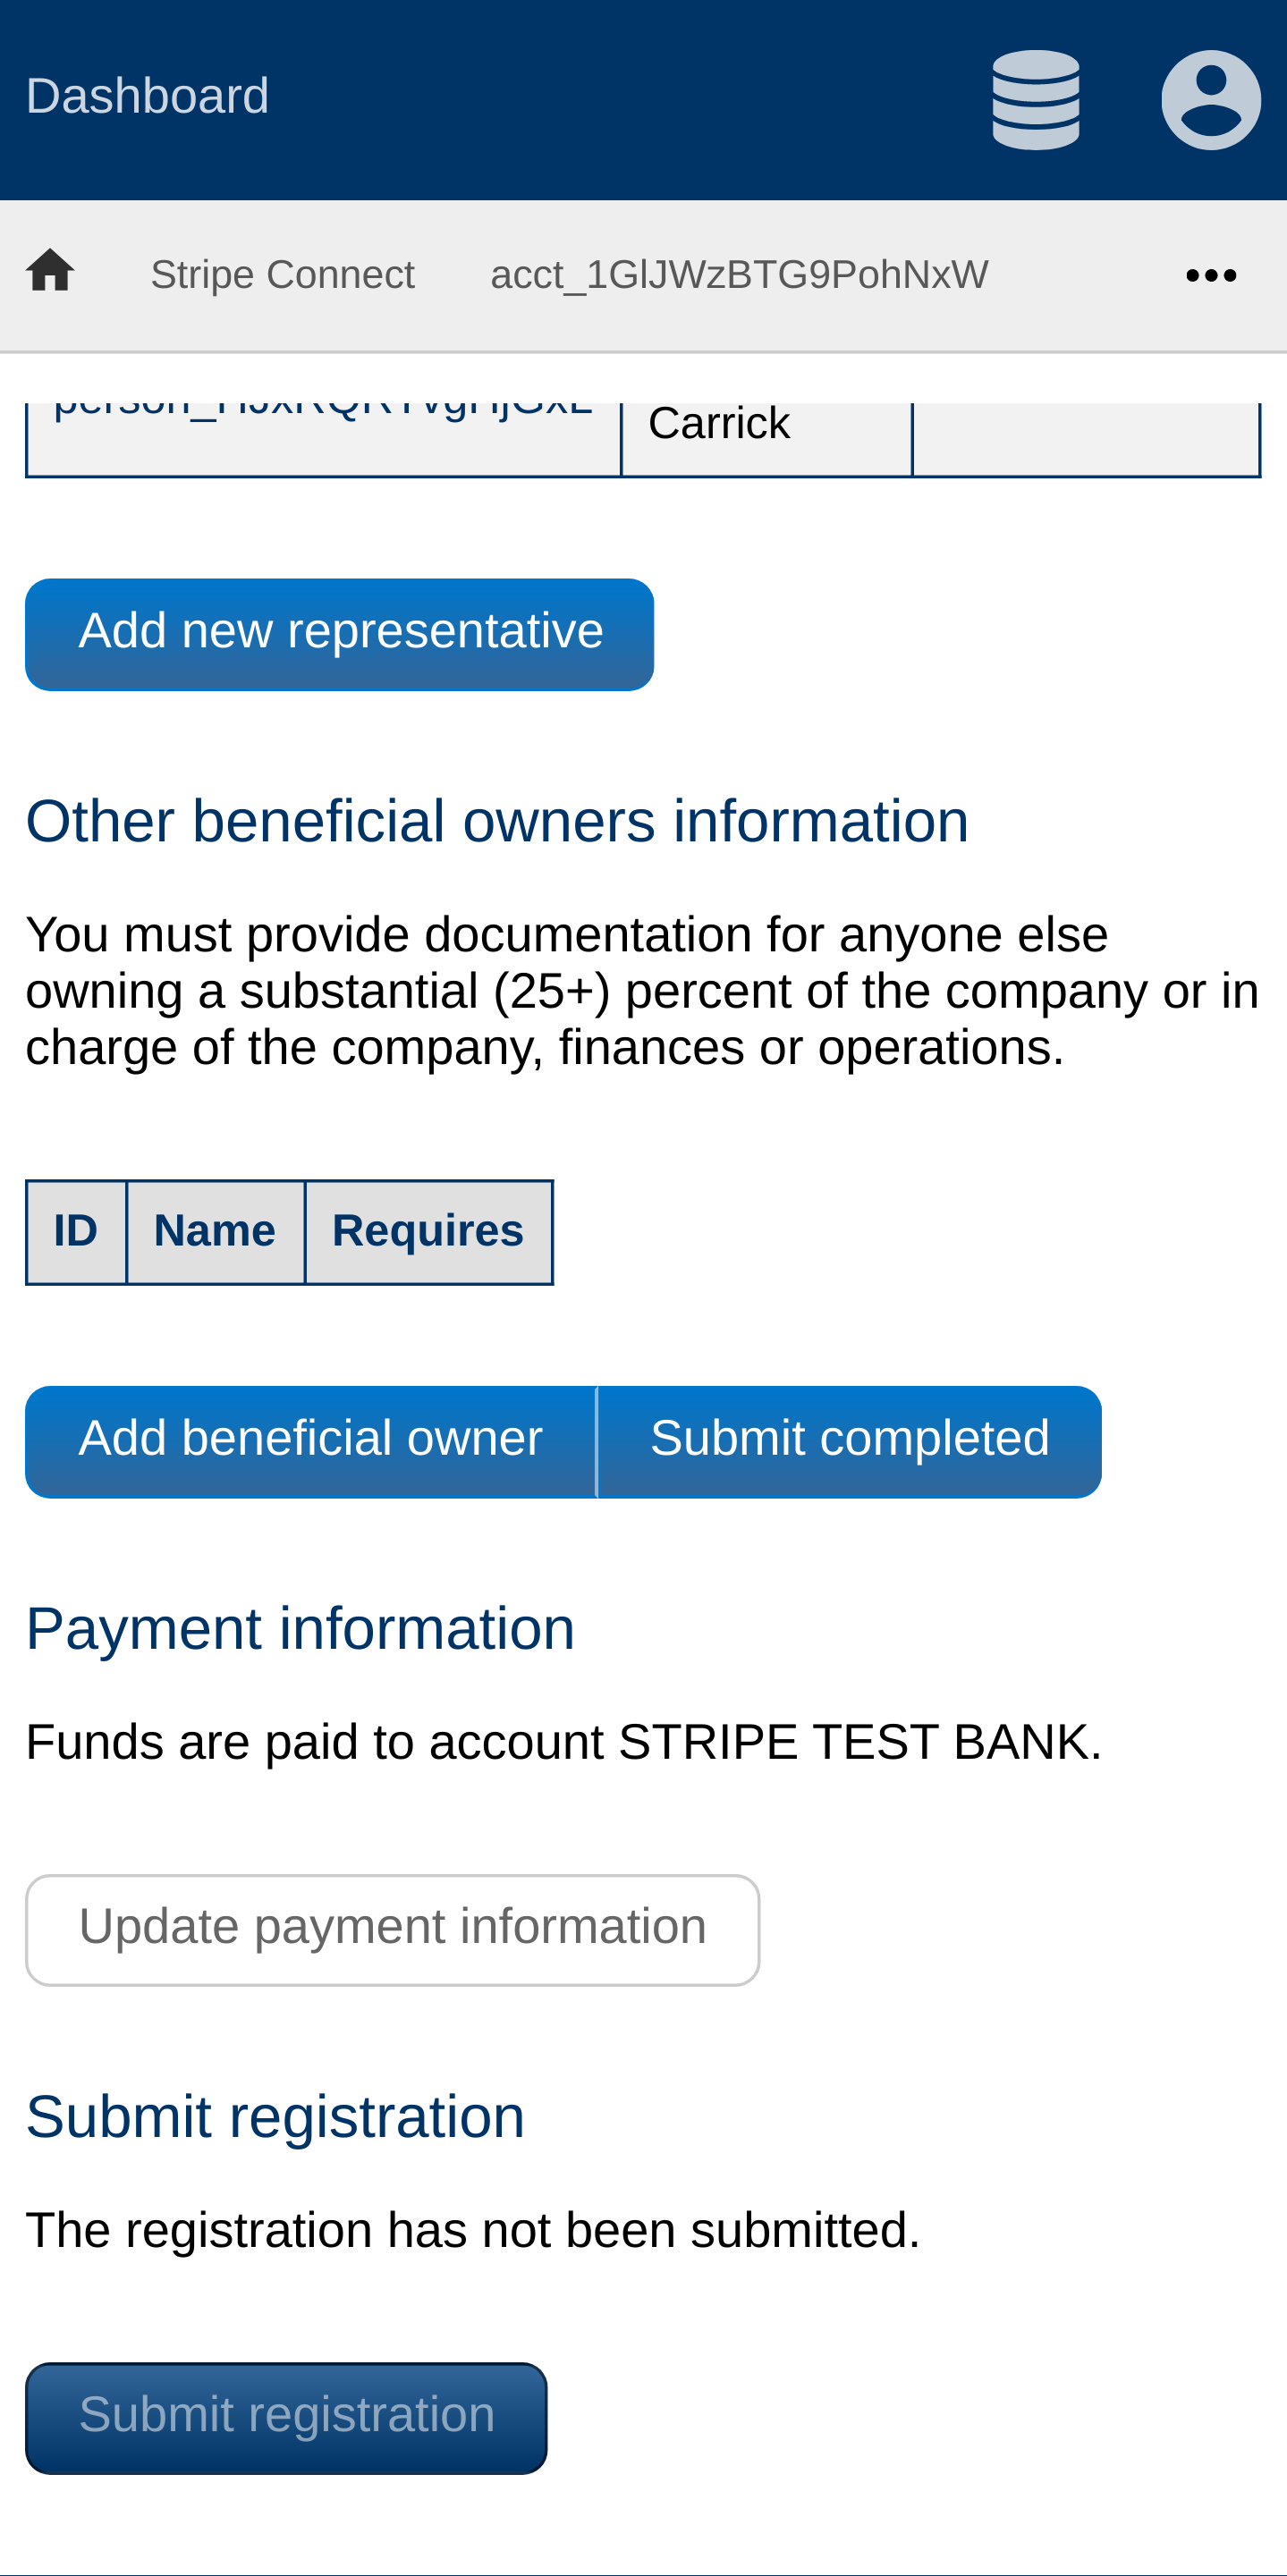 Dashboard
Stripe Connect acct_1GlJWzBTG9PohNxW
Carrick
Add new representative
Other beneficial owners information
You must provide documentation for anyone else
owning a substantial (25+) percent of the company or in
charge of the company, finances or operations.
ID Name Requires
Add beneficial owner Submit completed
Payment information
Funds are paid to account STRIPE TEST BANK.
Update payment information
Submit registration
The registration has not been submitted.
Submit registration